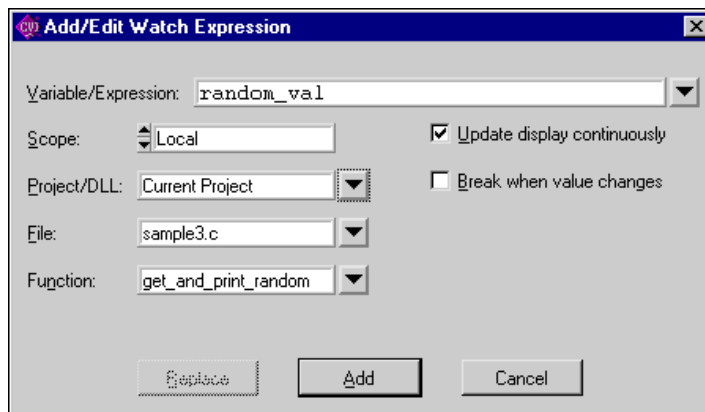 CVI Add/Edit Watch Expression
Variable/Expression: random_val
Scope: Local
Update display continuously
Project/DLL: Current Project
Break when value changes
File: sample3.c
Function: get_and_print_random
Replace Add Cancel